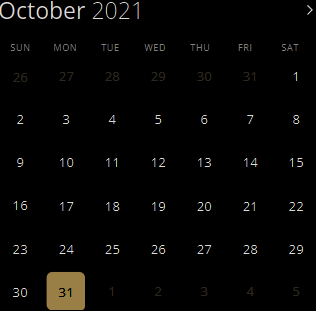 October 2021
SUN MON TUE WED THU FRI SAT
26 27 28 29 30 31 1
2 3 4 5 6 7 8
9 10 11 12 13 14 15
16 17 18 19 20 21 22
23 24 25 26 27 28 29
30 31 1 2 3 4 5